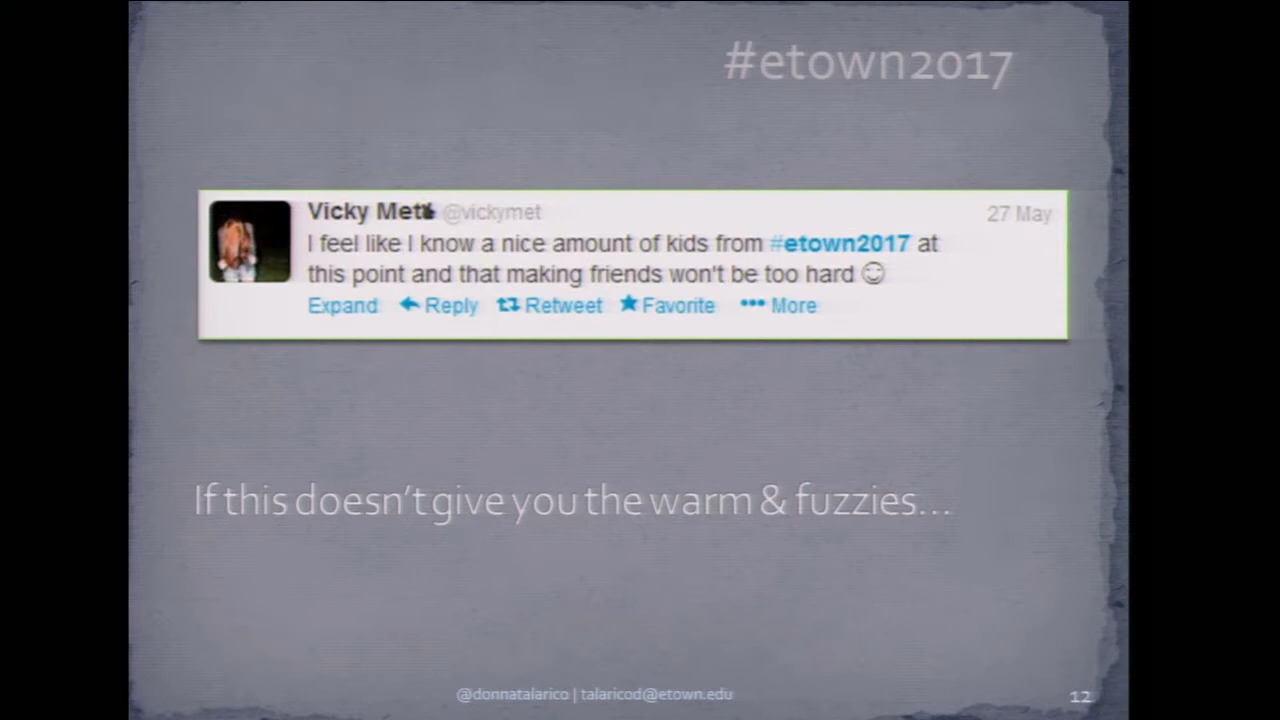 #etown2017
Vicky Mett @vickymet 27 May
I feel like I know a nice amount of kids from #etown2017 at
this point and that making friends won't be too hard ☺
Expand Reply Retweet Favorite More
If this doesn't give you the warm & fuzzies...
@donnatalarico | talaricod@etown.edu
12